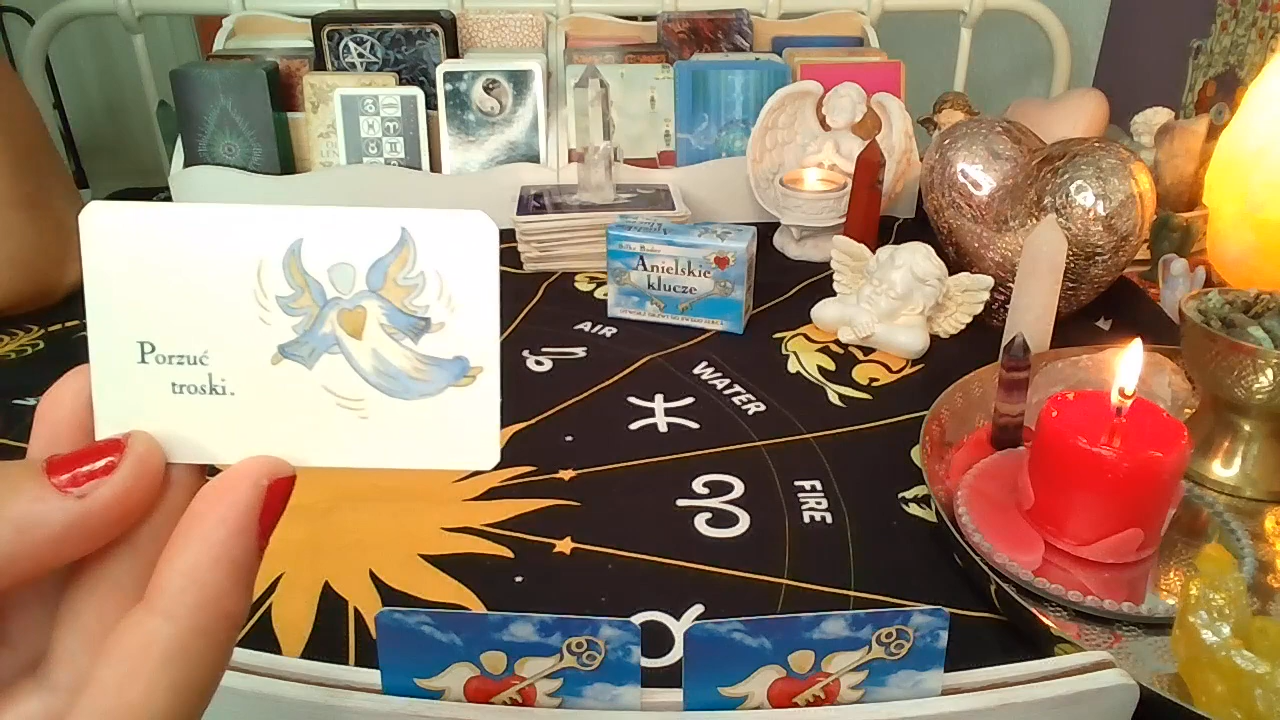 Porzuć
troski.
Anielskie
klucze
AIR
WATER
FIRE